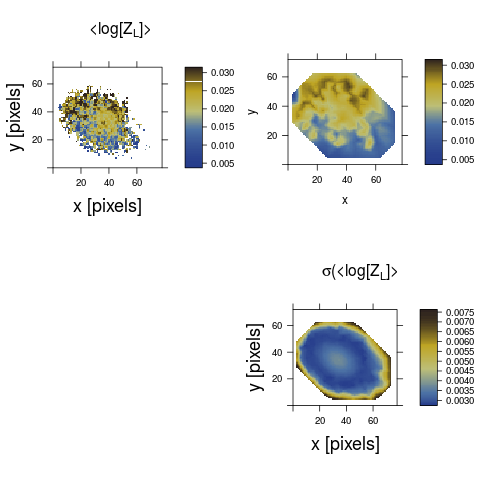 <log[Z_L]>
60
40
20
20 40 60
x [pixels]
y [pixels]
0.030
0.025
0.020
0.015
0.010
0.005
60
40
20
20 40 60
x
y
0.030
0.025
0.020
0.015
0.010
0.005
σ(<log[Z_L]>
60
40
20
20 40 60
x [pixels]
y [pixels]
0.0075
0.0070
0.0065
0.0060
0.0055
0.0050
0.0045
0.0040
0.0035
0.0030